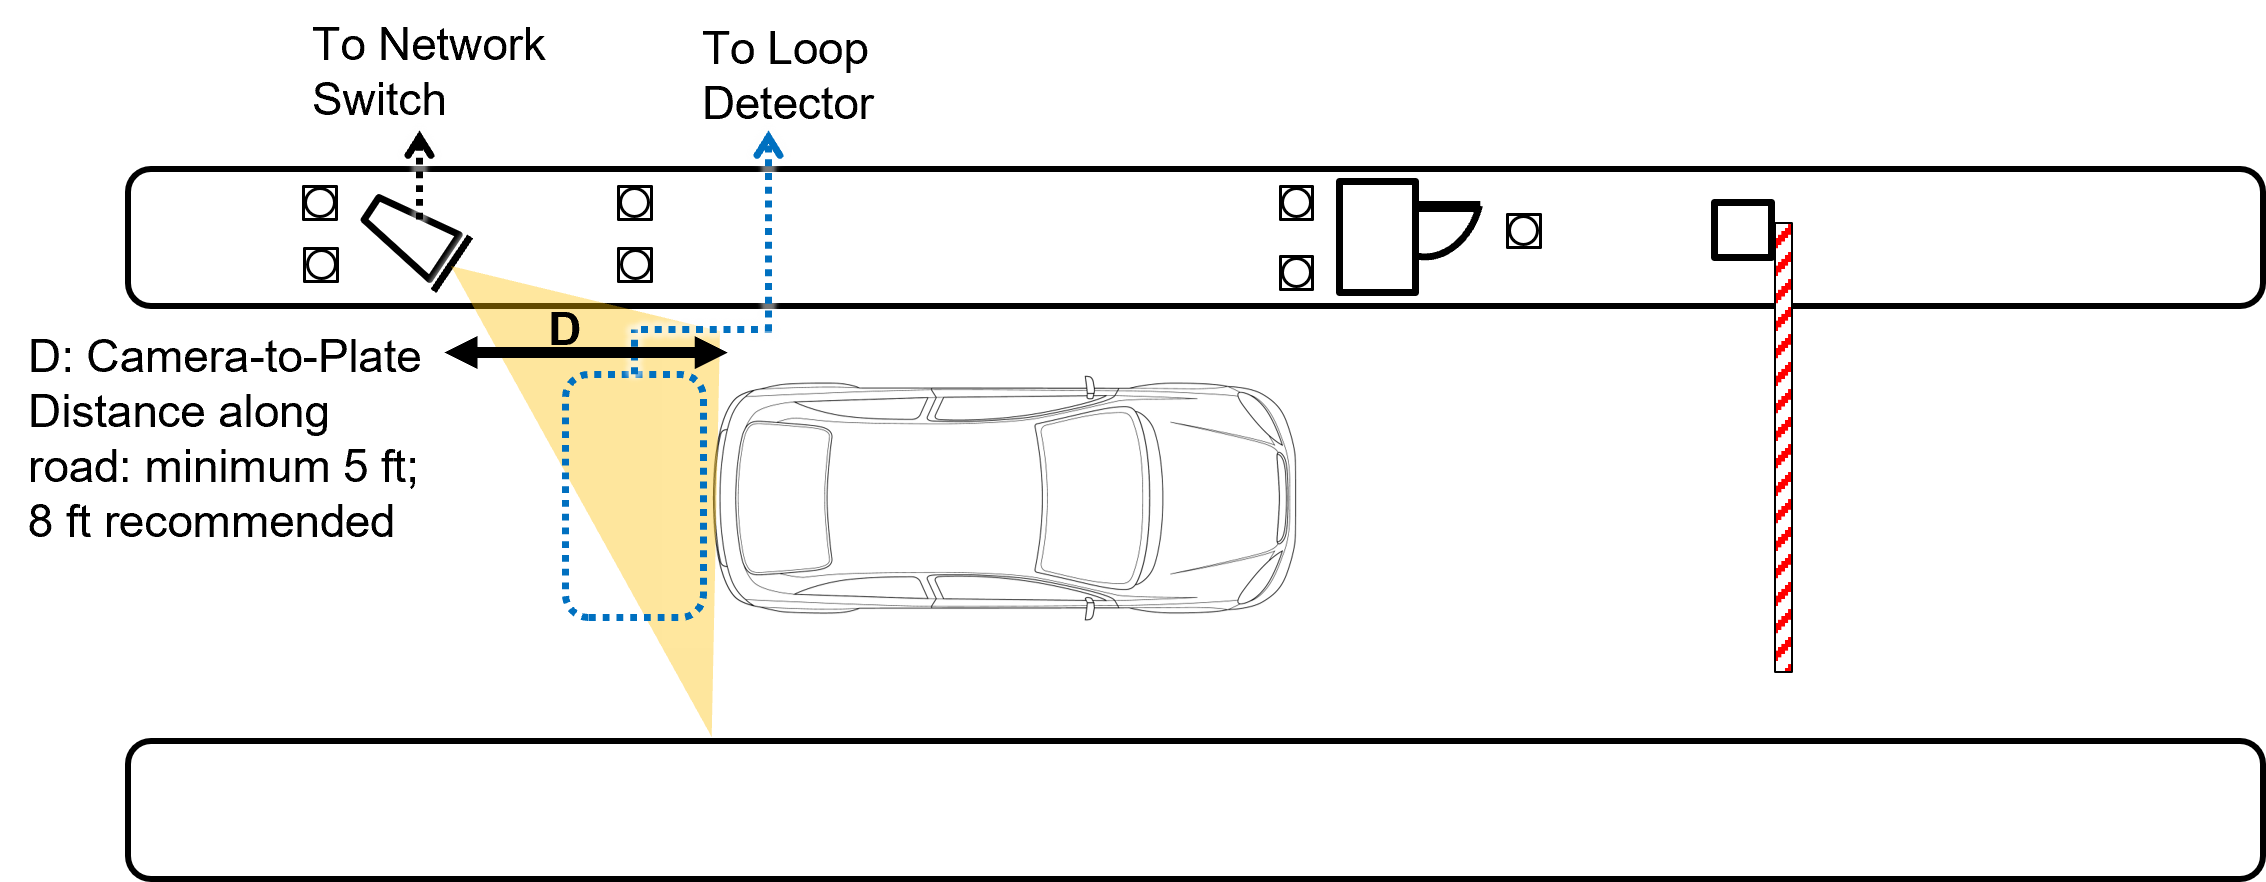 To Network
Switch
To Loop
Detector
D
D: Camera-to-Plate
Distance along
road: minimum 5 ft;
8 ft recommended